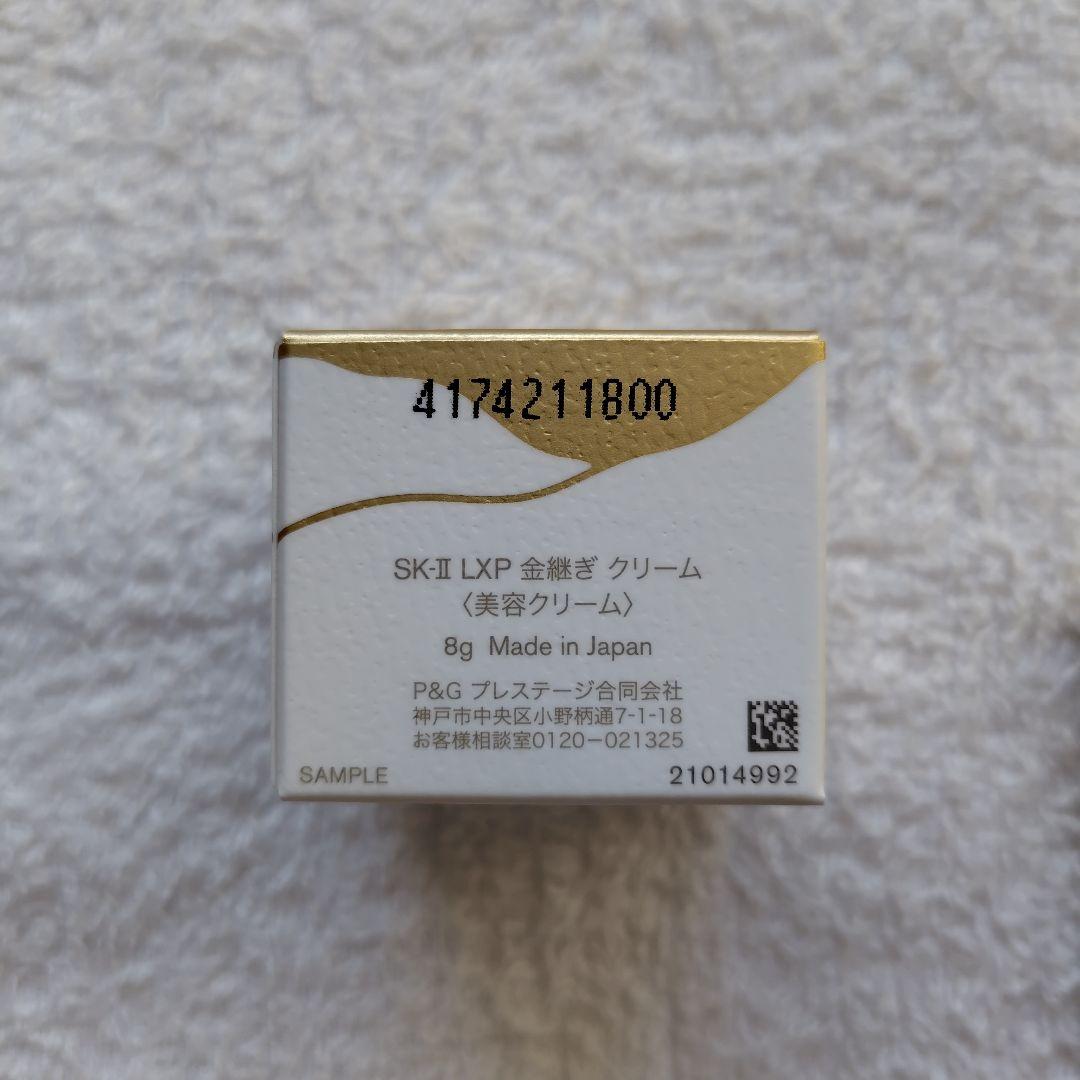 4174211800
SK-II LXP 金継ぎ クリーム
〈美容クリーム〉
8g Made in Japan
P&G プレステージ合同会社
神戸市中央区小野柄通7-1-18
お客様相談室0120-021325
SAMPLE
21014992